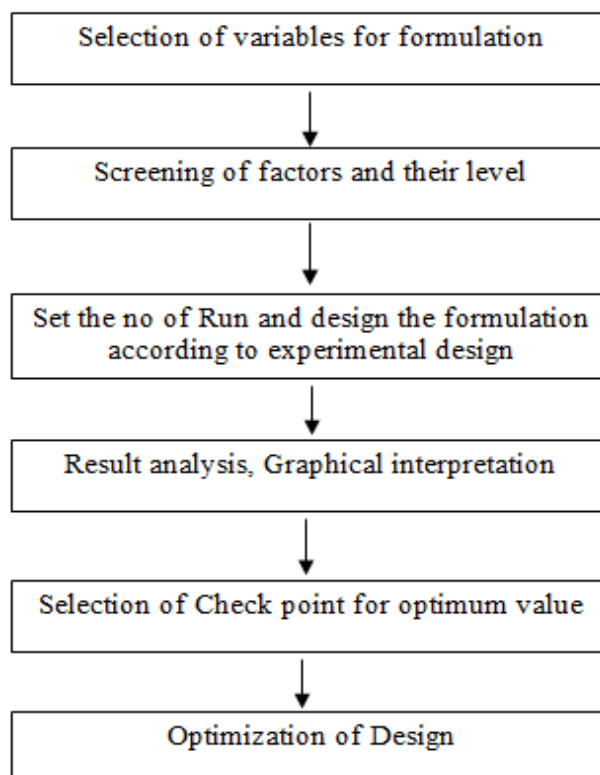 Selection of variables for formulation
Screening of factors and their level
Set the no of Run and design the formulation
according to experimental design
Result analysis, Graphical interpretation
Selection of Check point for optimum value
Optimization of Design